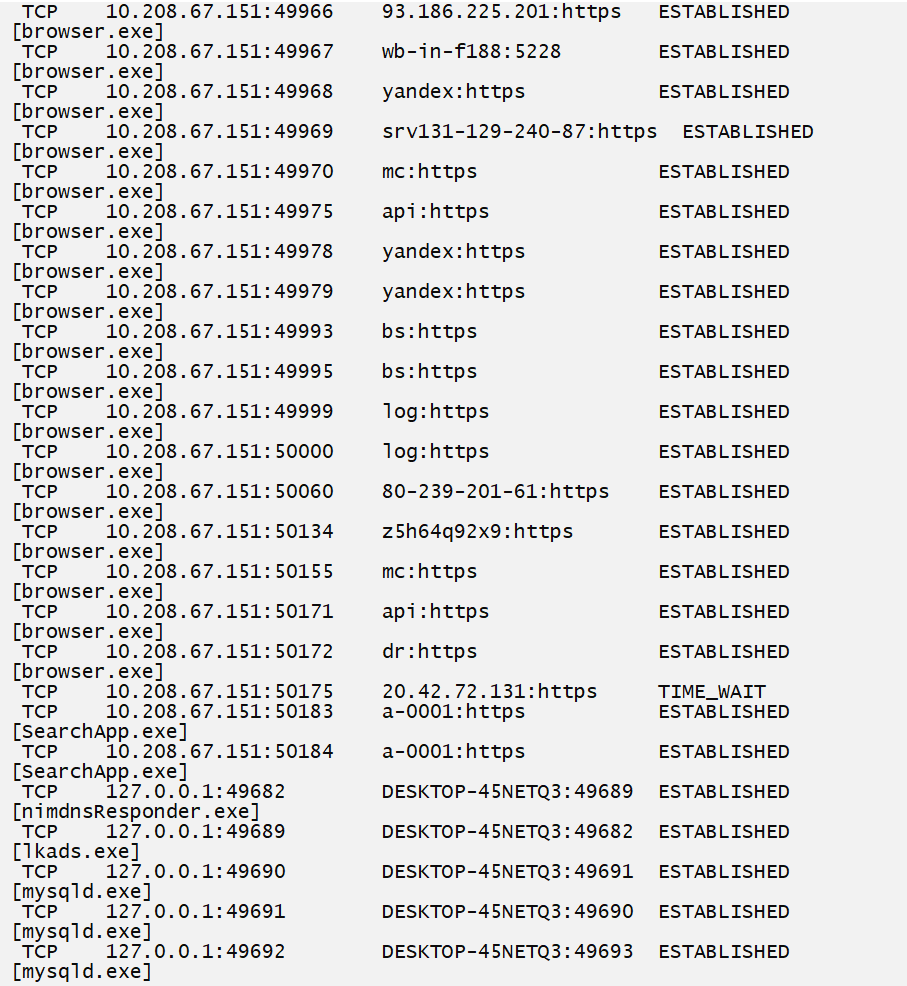 TCP 10.208.67.151:49966 93.186.225.201:https ESTABLISHED
[browser.exe]
TCP 10.208.67.151:49967 wb-in-f188:5228 ESTABLISHED
[browser.exe]
TCP 10.208.67.151:49968 yandex:https ESTABLISHED
[browser.exe]
TCP 10.208.67.151:49969 srv131-129-240-87:https ESTABLISHED
[browser.exe]
TCP 10.208.67.151:49970 mc:https ESTABLISHED
[browser.exe]
TCP 10.208.67.151:49975 api:https ESTABLISHED
[browser.exe]
TCP 10.208.67.151:49978 yandex:https ESTABLISHED
[browser.exe]
TCP 10.208.67.151:49979 yandex:https ESTABLISHED
[browser.exe]
TCP 10.208.67.151:49993 bs:https ESTABLISHED
[browser.exe]
TCP 10.208.67.151:49995 bs:https ESTABLISHED
[browser.exe]
TCP 10.208.67.151:49999 log:https ESTABLISHED
[browser.exe]
TCP 10.208.67.151:50000 log:https ESTABLISHED
[browser.exe]
TCP 10.208.67.151:50060 80-239-201-61:https ESTABLISHED
[browser.exe]
TCP 10.208.67.151:50134 z5h64q92x9:https ESTABLISHED
[browser.exe]
TCP 10.208.67.151:50155 mc:https ESTABLISHED
[browser.exe]
TCP 10.208.67.151:50171 api:https ESTABLISHED
[browser.exe]
TCP 10.208.67.151:50172 dr:https ESTABLISHED
[browser.exe]
TCP 10.208.67.151:50175 20.42.72.131:https TIME_WAIT
TCP 10.208.67.151:50183 a-0001:https ESTABLISHED
[SearchApp.exe]
TCP 10.208.67.151:50184 a-0001:https ESTABLISHED
[SearchApp.exe]
TCP 127.0.0.1:49682 DESKTOP-45NETQ3:49689 ESTABLISHED
[nimdnsResponder.exe]
TCP 127.0.0.1:49689 DESKTOP-45NETQ3:49682 ESTABLISHED
[lkads.exe]
TCP 127.0.0.1:49690 DESKTOP-45NETQ3:49691 ESTABLISHED
[mysqld.exe]
TCP 127.0.0.1:49691 DESKTOP-45NETQ3:49690 ESTABLISHED
[mysqld.exe]
TCP 127.0.0.1:49692 DESKTOP-45NETQ3:49693 ESTABLISHED
[mysqld.exe]